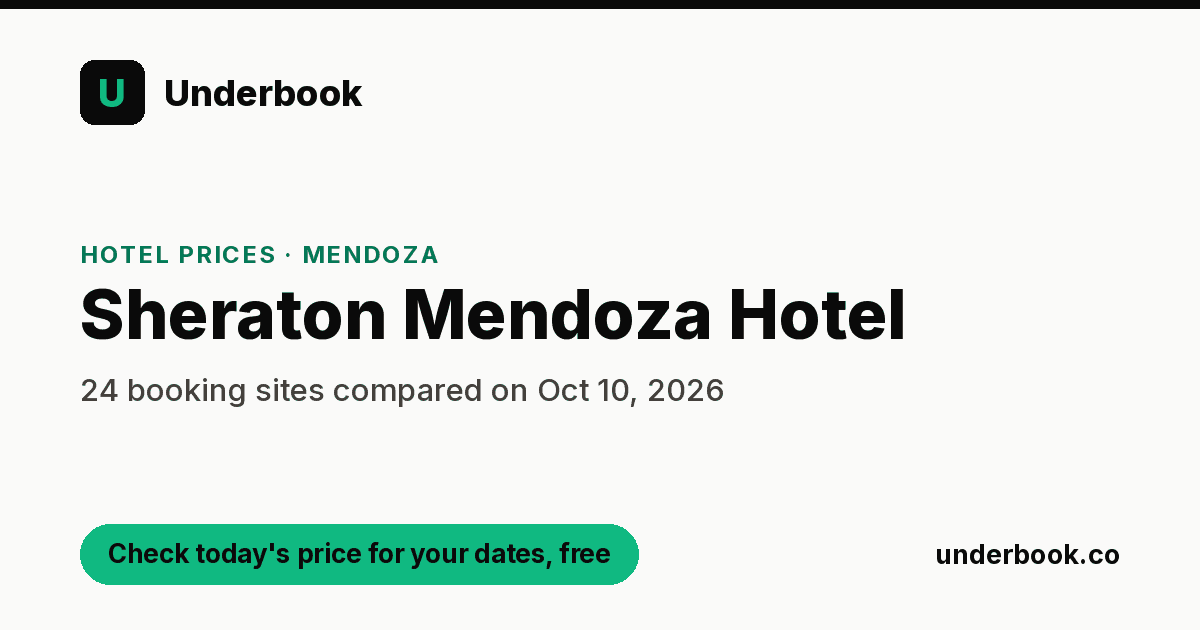 U Underbook
HOTEL PRICES · MENDOZA
Sheraton Mendoza Hotel
24 booking sites compared on Oct 10, 2026
Check today's price for your dates, free
underbook.co